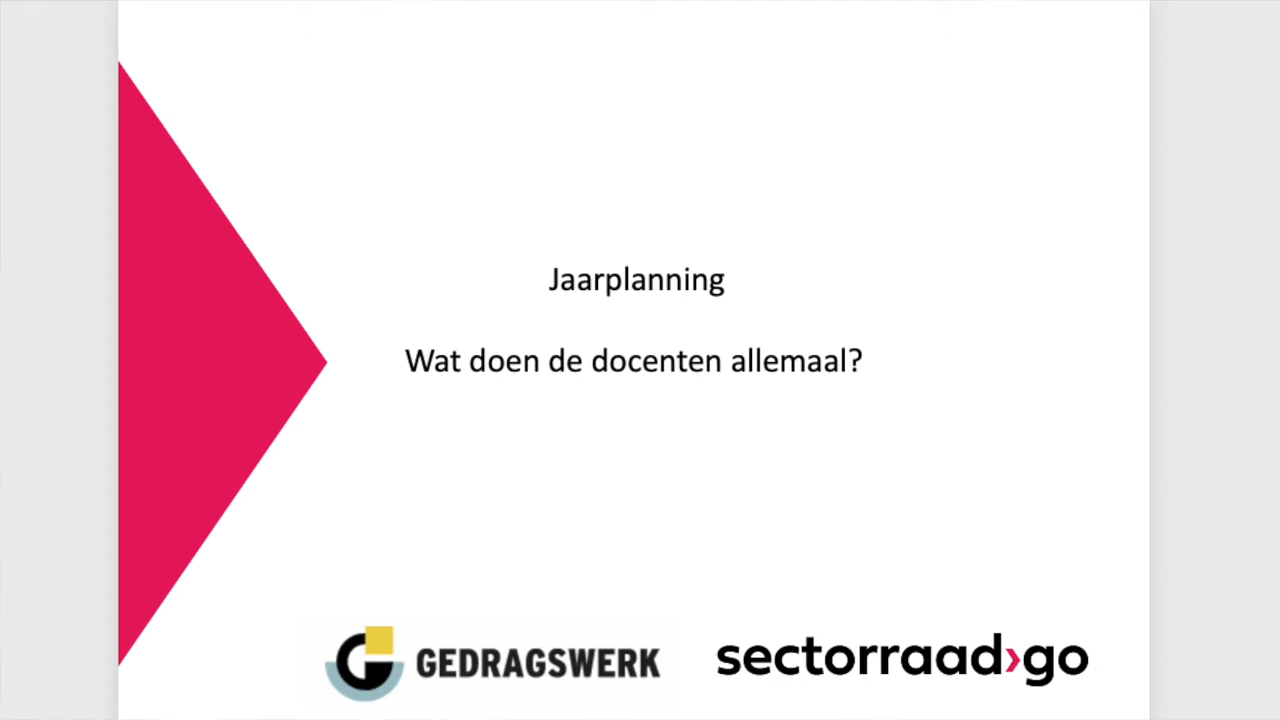 Jaarplanning
Wat doen de docenten allemaal?
GEDRAGSWERK
sectorraad›go